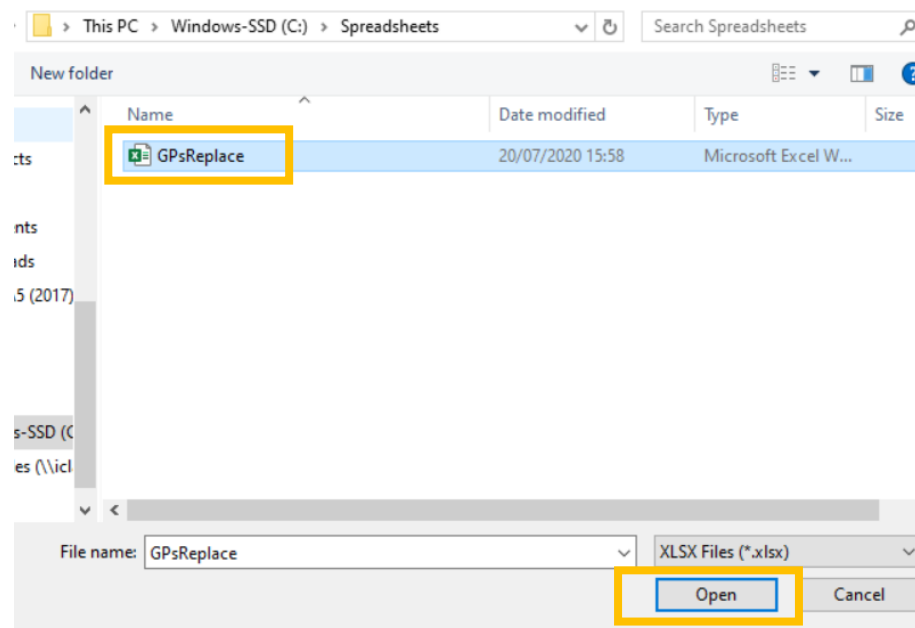 This PC > Windows-SSD (C:) > Spreadsheets Search Spreadsheets
New folder
Name Date modified Type Size
cts GPsReplace 20/07/2020 15:58 Microsoft Excel W...
ents
ads
.5 (2017)
s-SSD (C
es (\\icl
File name: GPsReplace XLSX Files (*.xlsx)
Open Cancel